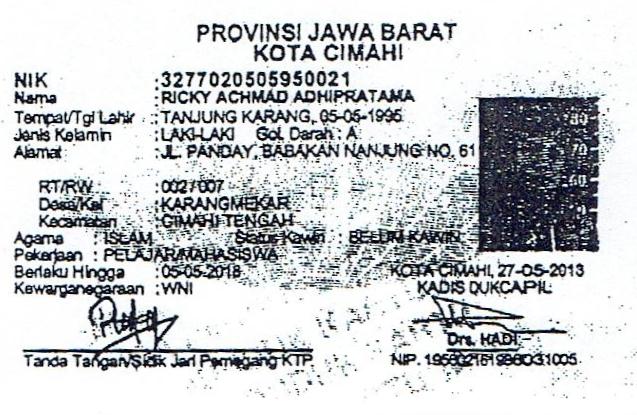 PROVINSI JAWA BARAT
KOTA CIMAHI
NIK : 3277020505950021
Nama : RICKY ACHMAD ADHIPRATAMA
Tempat/Tgl Lahir : TANJUNG KARANG, 05-05-1995
Jenis Kelamin : LAKI-LAKI Gol. Darah : A
Alamat : JL. PANDAY, BABAKAN NANJUNG NO. 61
RT/RW : 002/007
Desa/Kel : KARANGMEKAR
Kecamatan : CIMAHI TENGAH
Agama : ISLAM Status Kawin : BELUM KAWIN
Pekerjaan : PELAJAR/MAHASISWA
Berlaku Hingga : 05-05-2018
Kewarganegaraan : WNI
KOTA CIMAHI, 27-05-2013
KADIS DUKCAPIL
Drs. HADI
Tanda Tangan/Sidik Jari Pemegang KTP
NIP.
80
70
60